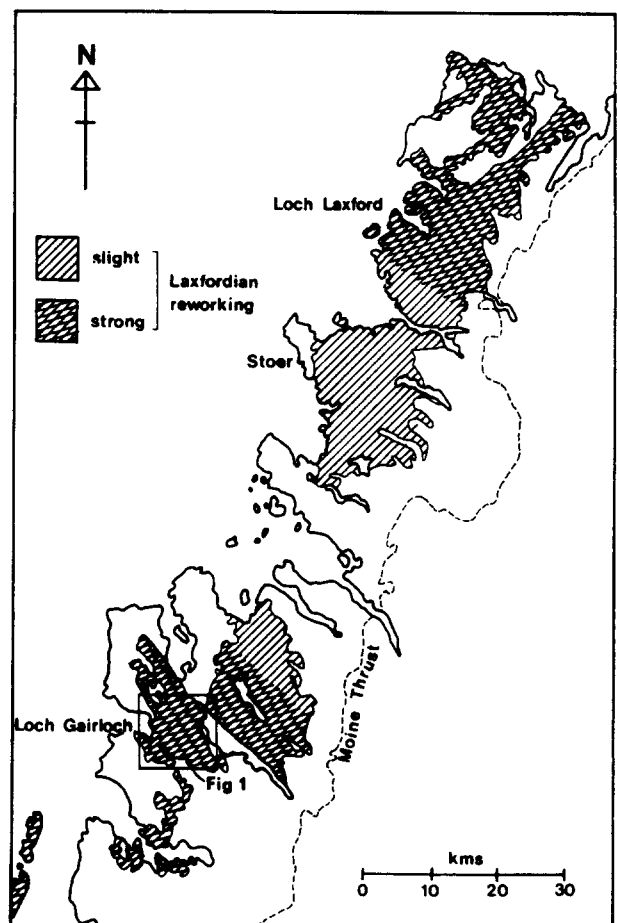 N
Loch Laxford
slight
Laxfordian
reworking
strong
Stoer
Moine Thrust
Loch Gairloch
Fig 1
kms
0 10 20 30